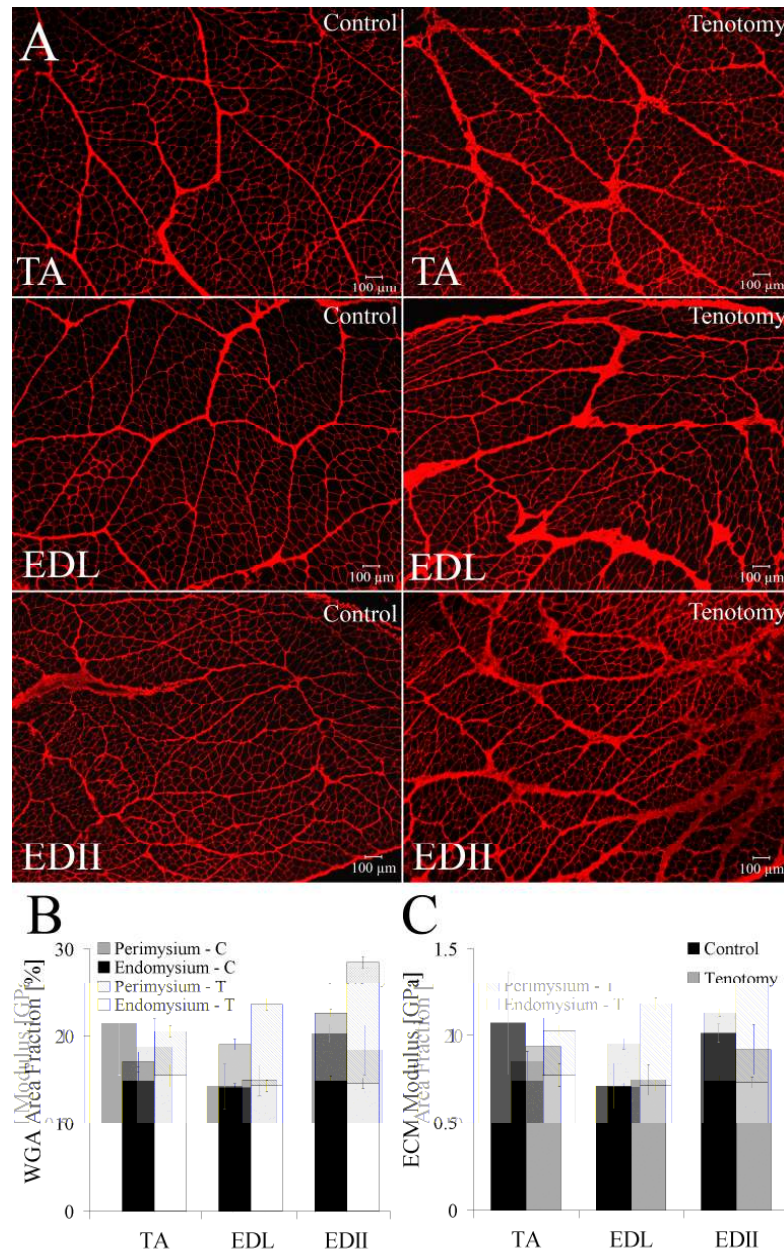 A
Control
Tenotomy
TA
TA
100 µm
100 µm
Control
Tenotomy
EDL
EDL
100 µm
100 µm
Control
Tenotomy
EDII
EDII
100 µm
100 µm
B
C
30
20
10
0
WGA Area Fraction [%]
Perimysium - C
Endomysium - C
Perimysium - T
Endomysium - T
TA
EDL
EDII
1.5
0.5
0
ECM Modulus [GPa]
Control
Tenotomy
Perimysium - T
Endomysium - T
TA
EDL
EDII